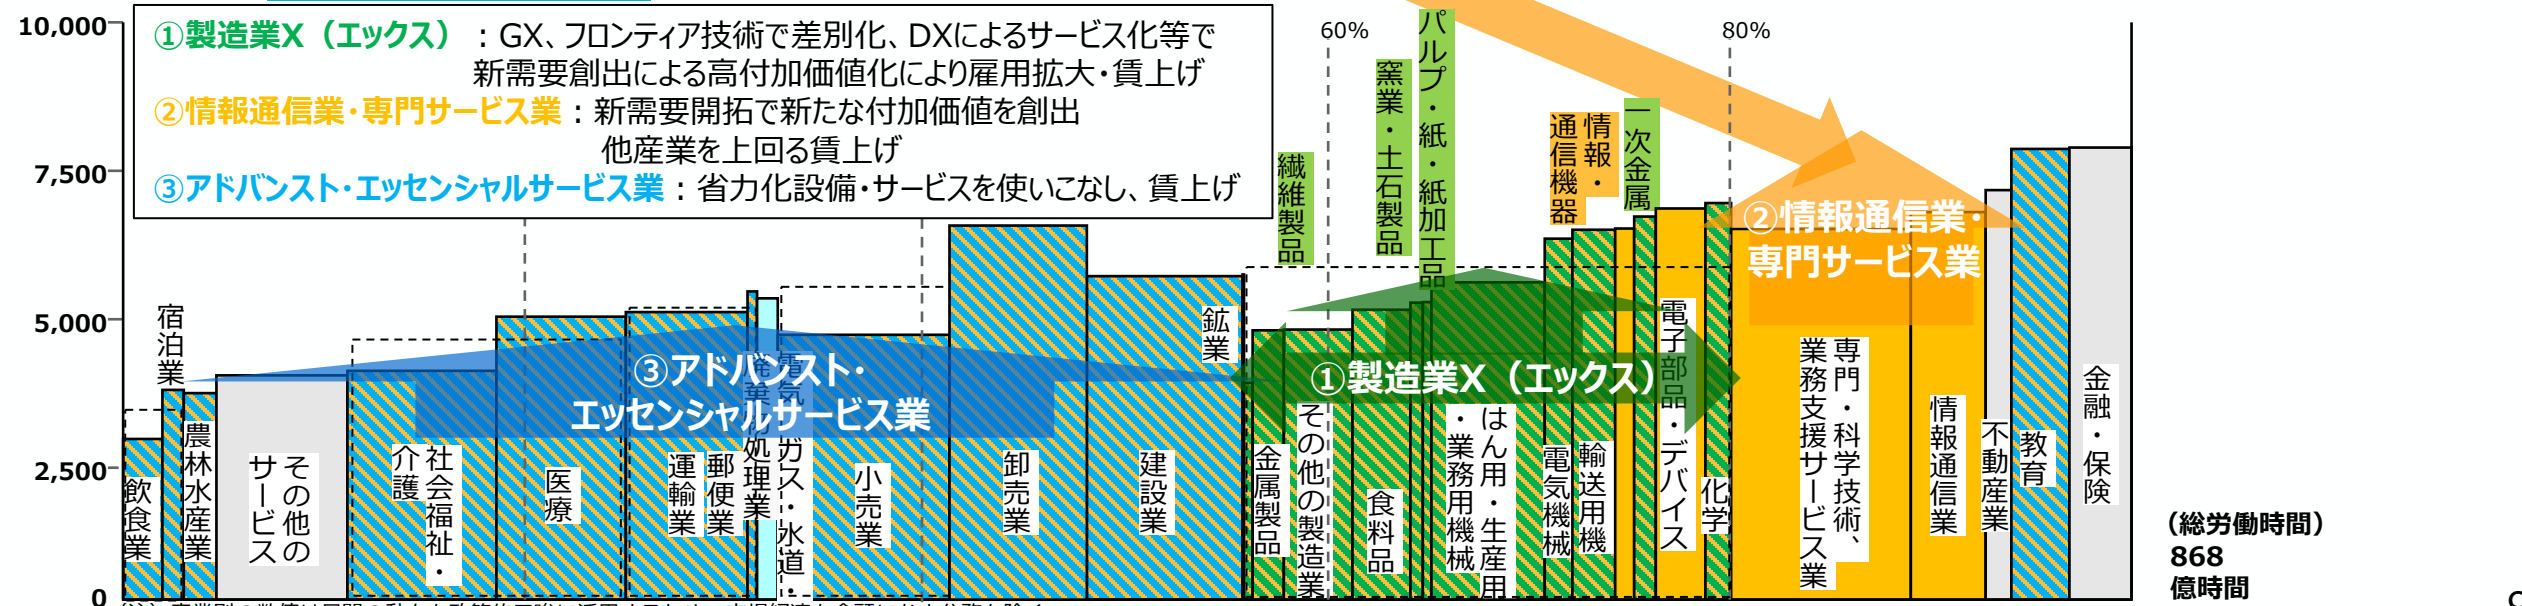 10,000
7,500
5,000
2,500
0
①製造業X（エックス）：GX、フロンティア技術で差別化、DXによるサービス化等で
新需要創出による高付加価値化により雇用拡大・賃上げ
②情報通信業・専門サービス業：新需要開拓で新たな付加価値を創出
他産業を上回る賃上げ
③アドバンスト・エッセンシャルサービス業：省力化設備・サービスを使いこなし、賃上げ
60%
80%
飲食業
宿泊業
農林水産業
その他の
サービス
社会福祉・
介護
医療
郵便業
運輸業
廃棄物処理業
電気・ガス・水道・
小売業
卸売業
建設業
鉱業
金属製品
繊維製品
その他の製造業
食料品
窯業・土石製品
パルプ・紙・紙加工品
はん用・生産用
・業務用機械
電気機械
輸送用機
情報・
通信機器
一次金属
電子部品・デバイス
化学
専門・科学技術、
業務支援サービス業
情報通信業
不動産業
教育
金融・保険
③アドバンスト・
エッセンシャルサービス業
①製造業X（エックス）
②情報通信業・
専門サービス業
（総労働時間）
868
億時間